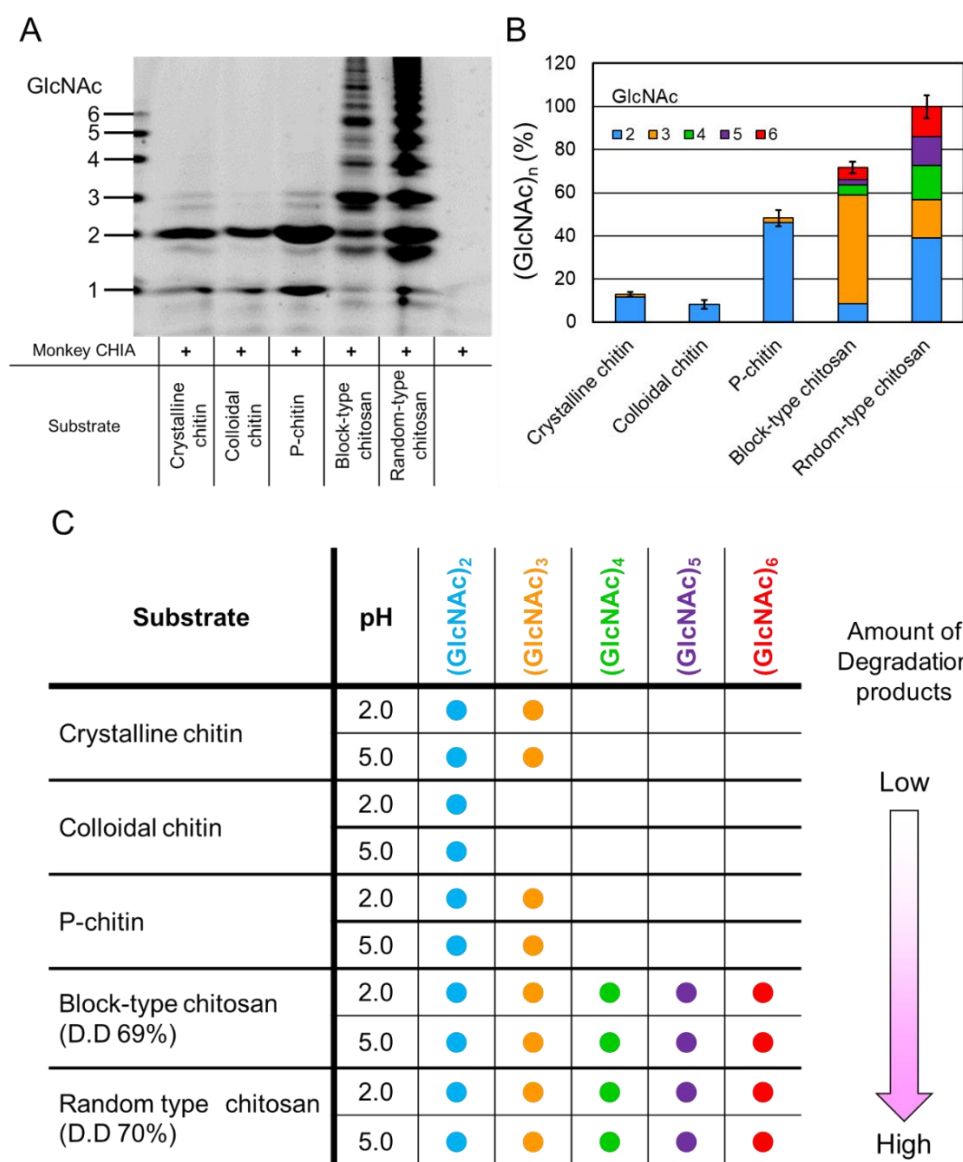 A
GlcNAc
6
5
4
3
2
1
Monkey CHIA + + + + + +
Substrate
Crystalline
chitin
Colloidal
chitin
P-chitin
Block-type
chitosan
Random-type
chitosan
B
(GlcNAc)n (%)
120
100
80
60
40
20
0
GlcNAc
2 3 4 5 6
Crystalline chitin
Colloidal chitin
P-chitin
Block-type chitosan
Rndom-type chitosan
C
Substrate pH (GlcNAc)2 (GlcNAc)3 (GlcNAc)4 (GlcNAc)5 (GlcNAc)6
Amount of
Degradation
products
Crystalline chitin
2.0
5.0
Colloidal chitin
2.0
5.0
P-chitin
2.0
5.0
Block-type chitosan
(D.D 69%)
2.0
5.0
Random type chitosan
(D.D 70%)
2.0
5.0
Low
High